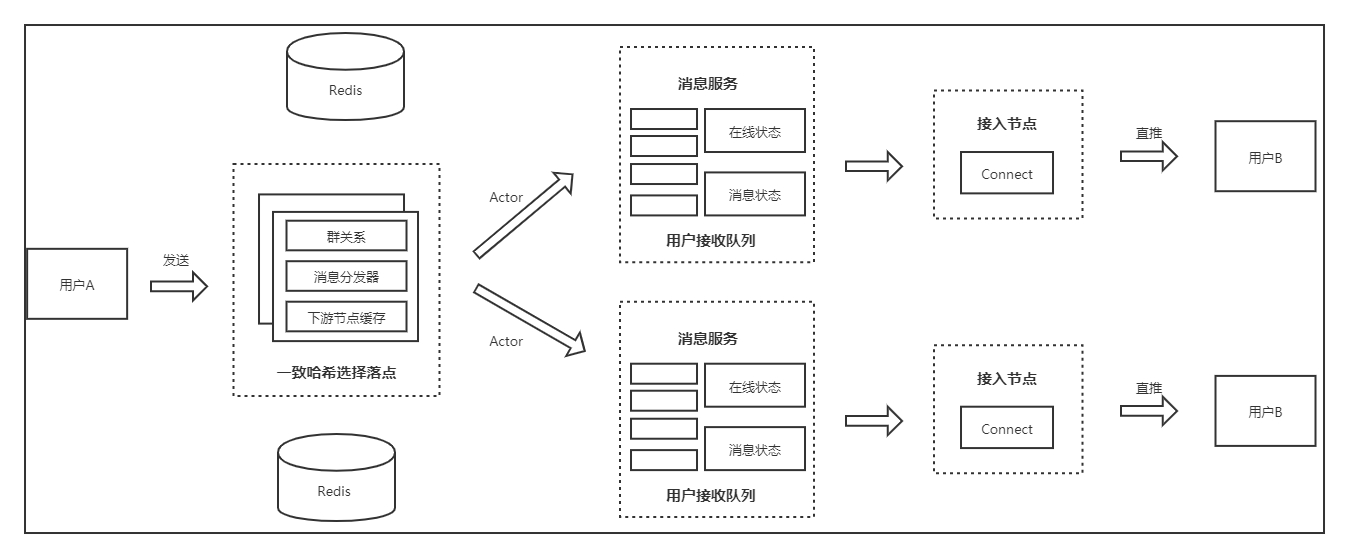 Redis
用户A
发送
群关系
消息分发器
下游节点缓存
一致哈希选择落点
Redis
Actor
Actor
消息服务
在线状态
消息状态
用户接收队列
接入节点
Connect
直推
用户B
消息服务
在线状态
消息状态
用户接收队列
接入节点
Connect
直推
用户B